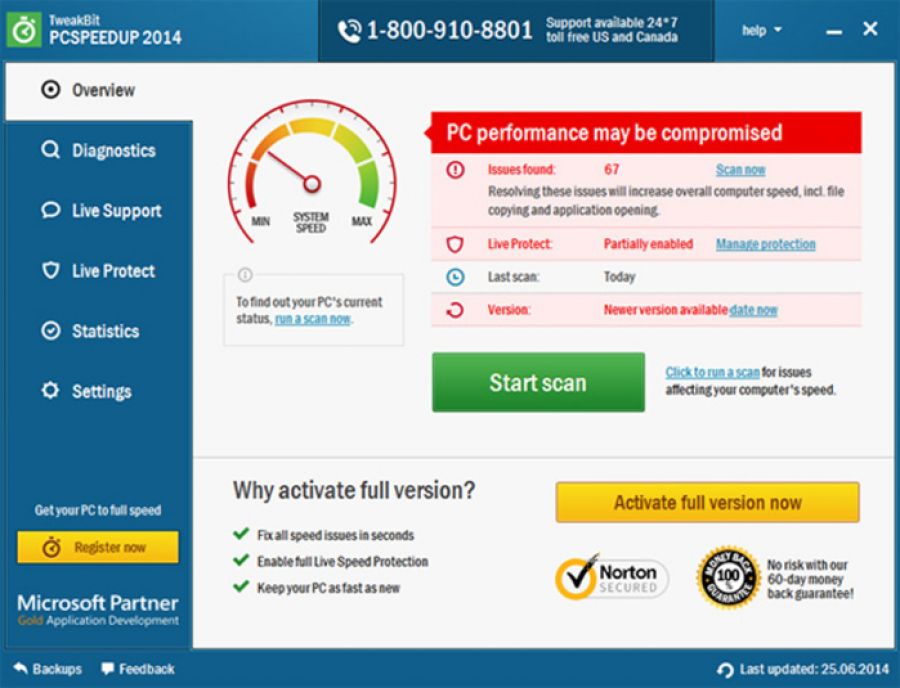 TweakBit
PCSPEEDUP 2014
1-800-910-8801
Support available 24*7
toll free US and Canada
help
Overview
Diagnostics
Live Support
Live Protect
Statistics
Settings
Get your PC to full speed
Register now
Microsoft Partner
Gold Application Development
MIN
SYSTEM
SPEED
MAX
To find out your PC's current
status, run a scan now.
PC performance may be compromised
Issues found: 67 Scan now
Resolving these issues will increase overall computer speed, incl. file
copying and application opening.
Live Protect: Partially enabled Manage protection
Last scan: Today
Version: Newer version available date now
Start scan
Click to run a scan for issues
affecting your computer's speed.
Why activate full version?
Fix all speed issues in seconds
Enable full Live Speed Protection
Keep your PC as fast as new
Activate full version now
Norton
SECURED
MONEY BACK
100
GUARANTEE
No risk with our
60-day money
back guarantee!
Backups
Feedback
Last updated: 25.06.2014